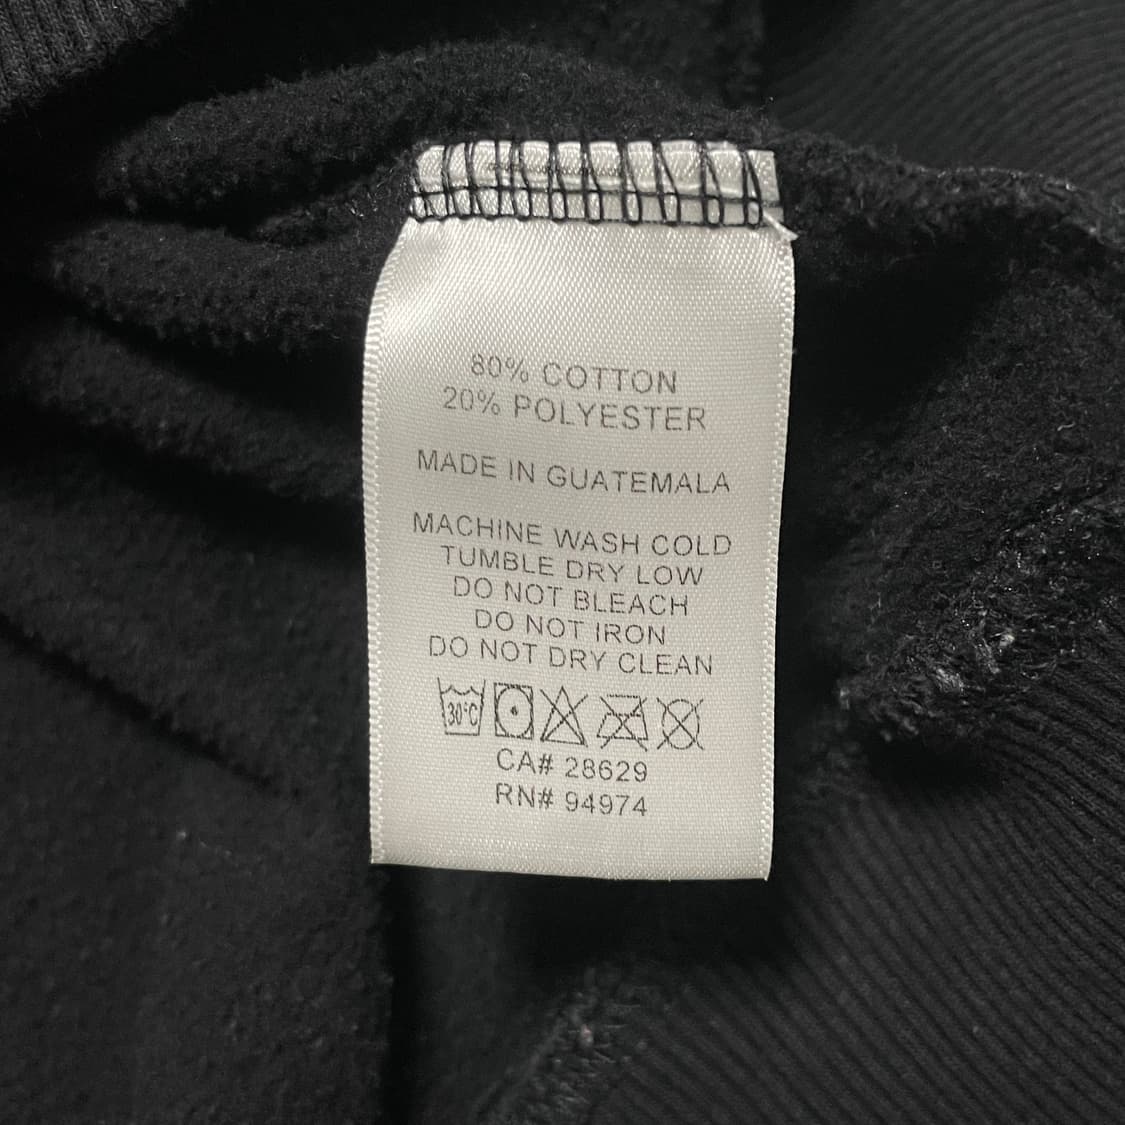 80% COTTON
20% POLYESTER
MADE IN GUATEMALA
MACHINE WASH COLD
TUMBLE DRY LOW
DO NOT BLEACH
DO NOT IRON
DO NOT DRY CLEAN
30°C
CA# 28629
RN# 94974